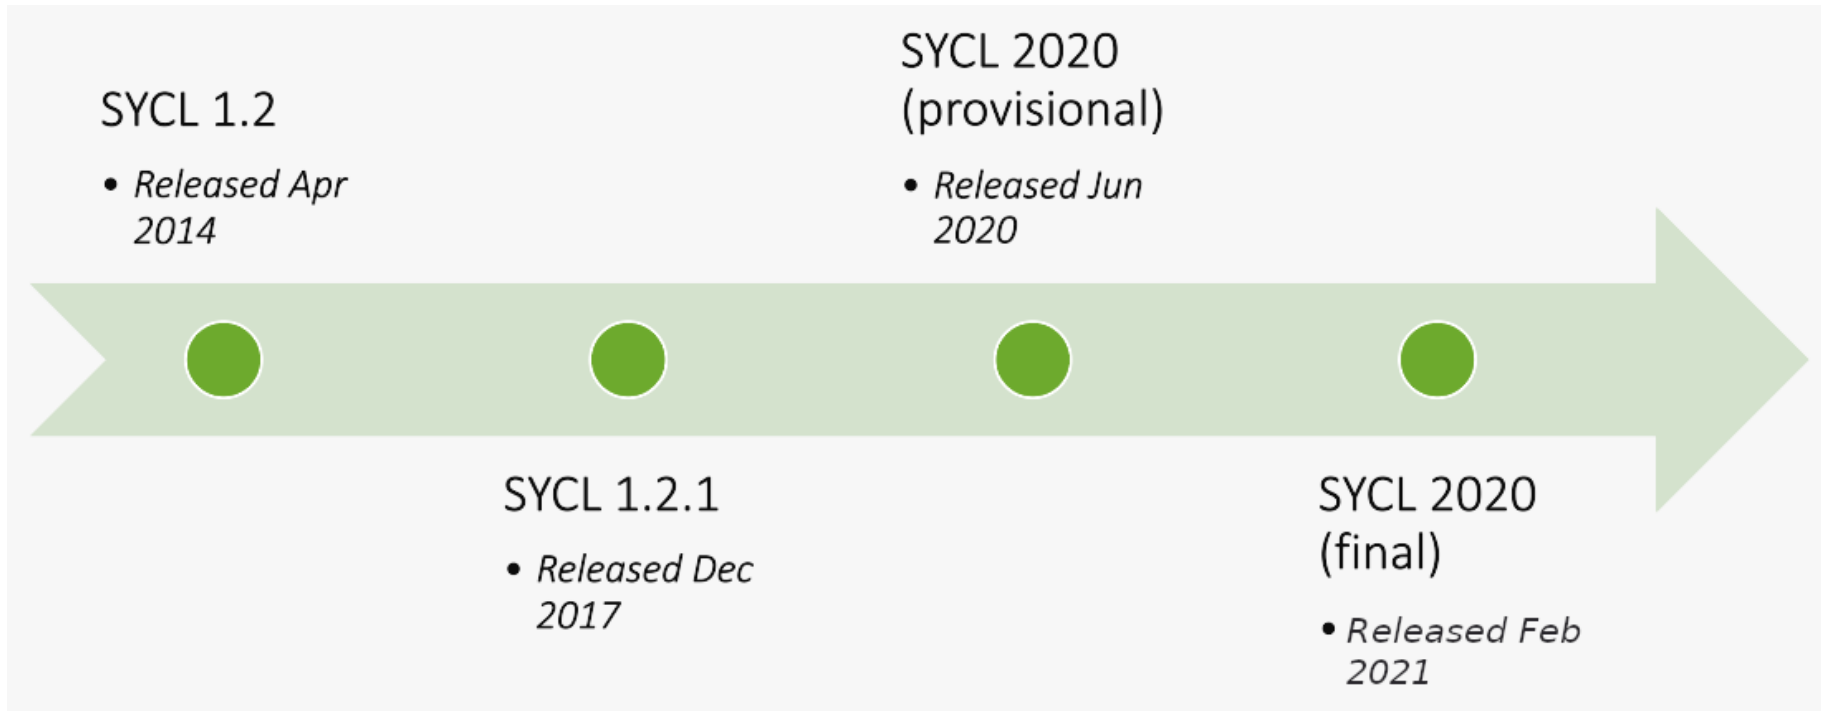 SYCL 1.2
• Released Apr
2014
SYCL 1.2.1
• Released Dec
2017
SYCL 2020
(provisional)
• Released Jun
2020
SYCL 2020
(final)
• Released Feb
2021